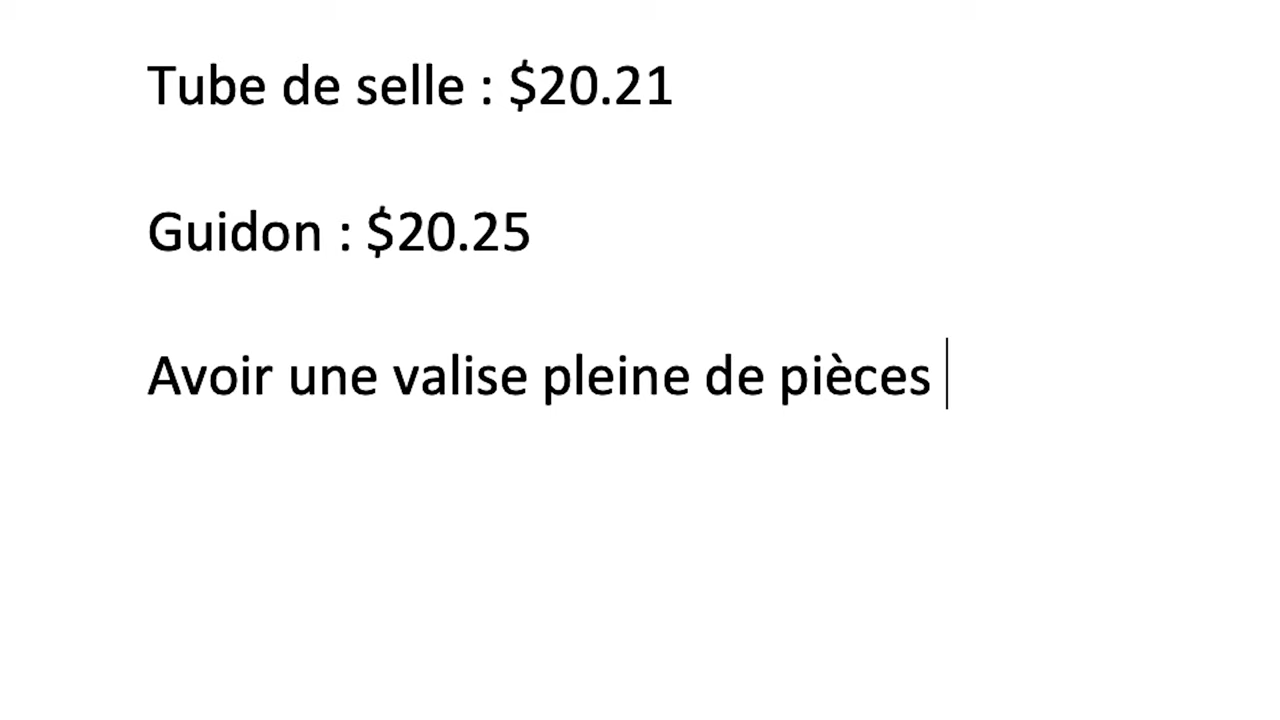 Tube de selle : $20.21
Guidon : $20.25
Avoir une valise pleine de pièces